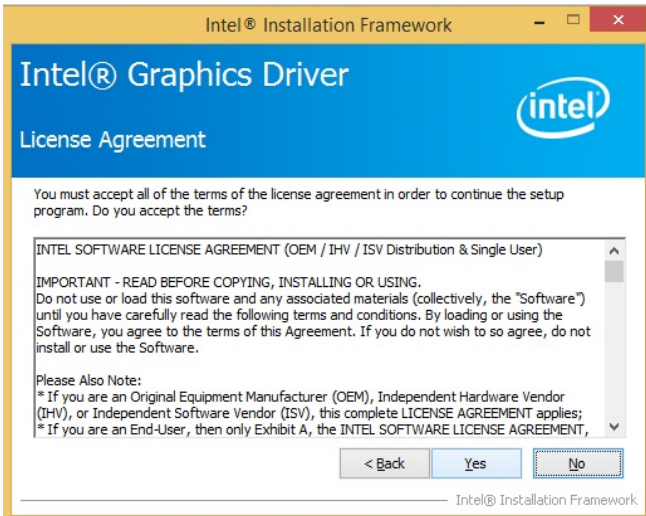 Intel® Installation Framework
Intel® Graphics Driver
intel
License Agreement
You must accept all of the terms of the license agreement in order to continue the setup
program. Do you accept the terms?
INTEL SOFTWARE LICENSE AGREEMENT (OEM / IHV / ISV Distribution & Single User)
IMPORTANT - READ BEFORE COPYING, INSTALLING OR USING.
Do not use or load this software and any associated materials (collectively, the "Software")
until you have carefully read the following terms and conditions. By loading or using the
Software, you agree to the terms of this Agreement. If you do not wish to so agree, do not
install or use the Software.
Please Also Note:
* If you are an Original Equipment Manufacturer (OEM), Independent Hardware Vendor
(IHV), or Independent Software Vendor (ISV), this complete LICENSE AGREEMENT applies;
* If you are an End-User, then only Exhibit A, the INTEL SOFTWARE LICENSE AGREEMENT,
< Back Yes No
Intel® Installation Framework